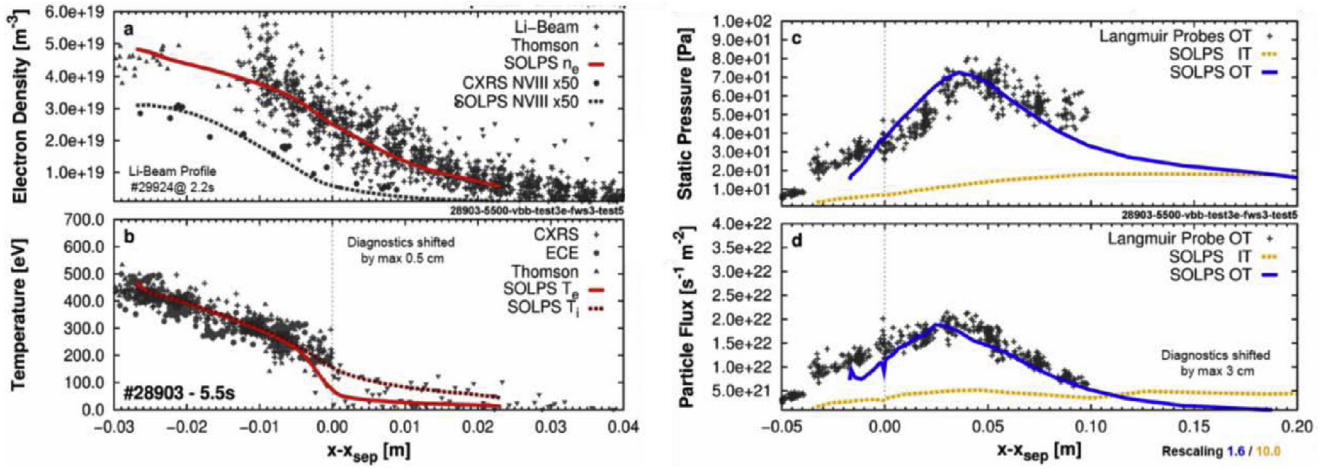 a
Electron Density [m⁻³]
6.0e+19
5.0e+19
4.0e+19
3.0e+19
2.0e+19
1.0e+19
Li-Beam
Thomson
SOLPS nₑ
CXRS NVIII x50
SOLPS NVIII x50
Li-Beam Profile
#29924@ 2.2s
28903-5500-vbb-test3e-fws3-test5
b
Temperature [eV]
700.0
600.0
500.0
400.0
300.0
200.0
100.0
0.0
Diagnostics shifted
by max 0.5 cm
CXRS
ECE
Thomson
SOLPS Tₑ
SOLPS Tᵢ
#28903 - 5.5s
−0.03 −0.02 −0.01 0.00 0.01 0.02 0.03 0.04
x-xsep [m]
c
Static Pressure [Pa]
1.0e+02
9.0e+01
8.0e+01
7.0e+01
6.0e+01
5.0e+01
4.0e+01
3.0e+01
2.0e+01
1.0e+01
Langmuir Probes OT
SOLPS IT
SOLPS OT
28903-5500-vbb-test3e-fws3-test5
d
Particle Flux [s⁻¹ m⁻²]
4.0e+22
3.5e+22
3.0e+22
2.5e+22
2.0e+22
1.5e+22
1.0e+22
5.0e+21
Langmuir Probe OT
SOLPS IT
SOLPS OT
Diagnostics shifted
by max 3 cm
−0.05 0.00 0.05 0.10 0.15 0.20
x-xsep [m]
Rescaling 1.6 / 10.0